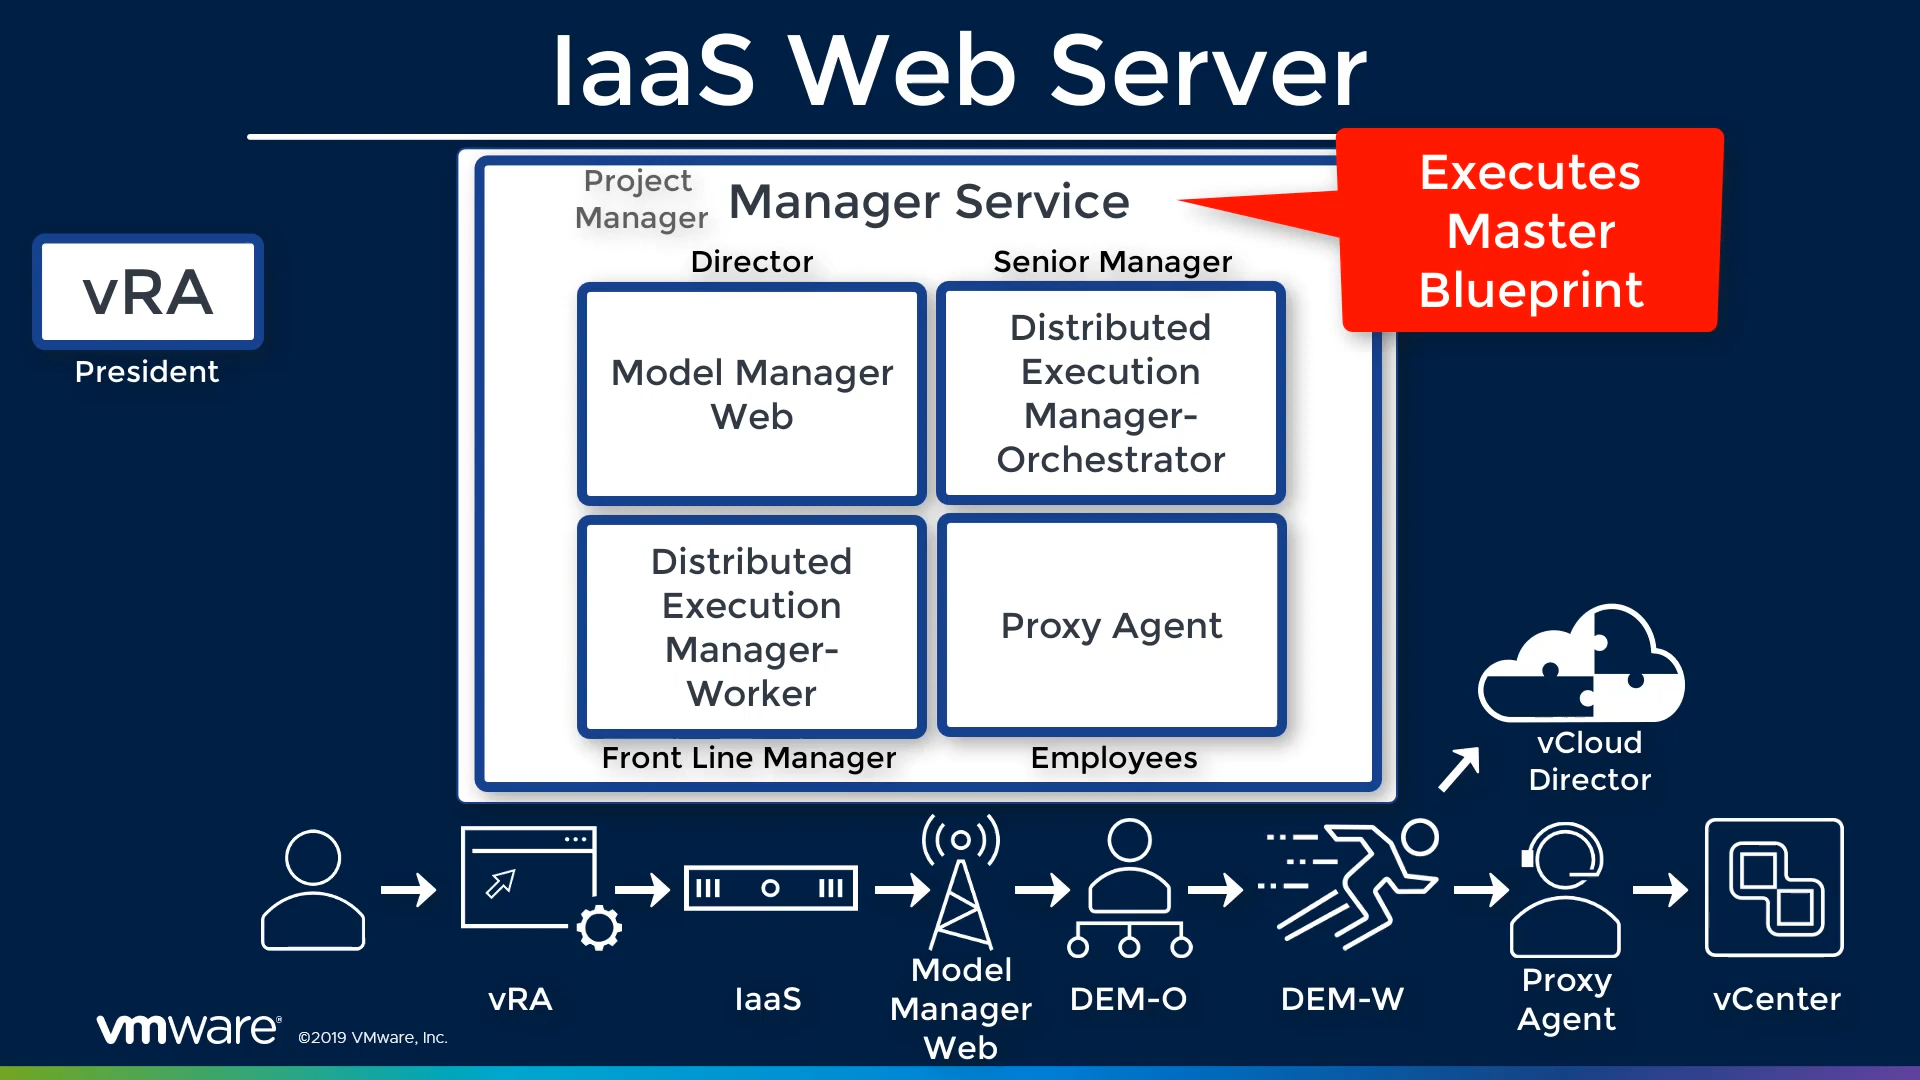 IaaS Web Server
Project
Manager
Manager Service
Executes
Master
Blueprint
vRA
President
Director
Senior Manager
Model Manager
Web
Distributed
Execution
Manager-
Orchestrator
Distributed
Execution
Manager-
Worker
Proxy Agent
Front Line Manager
Employees
vCloud
Director
vRA
IaaS
Model
Manager
Web
DEM-O
DEM-W
Proxy
Agent
vCenter
vmware®
©2019 VMware, Inc.